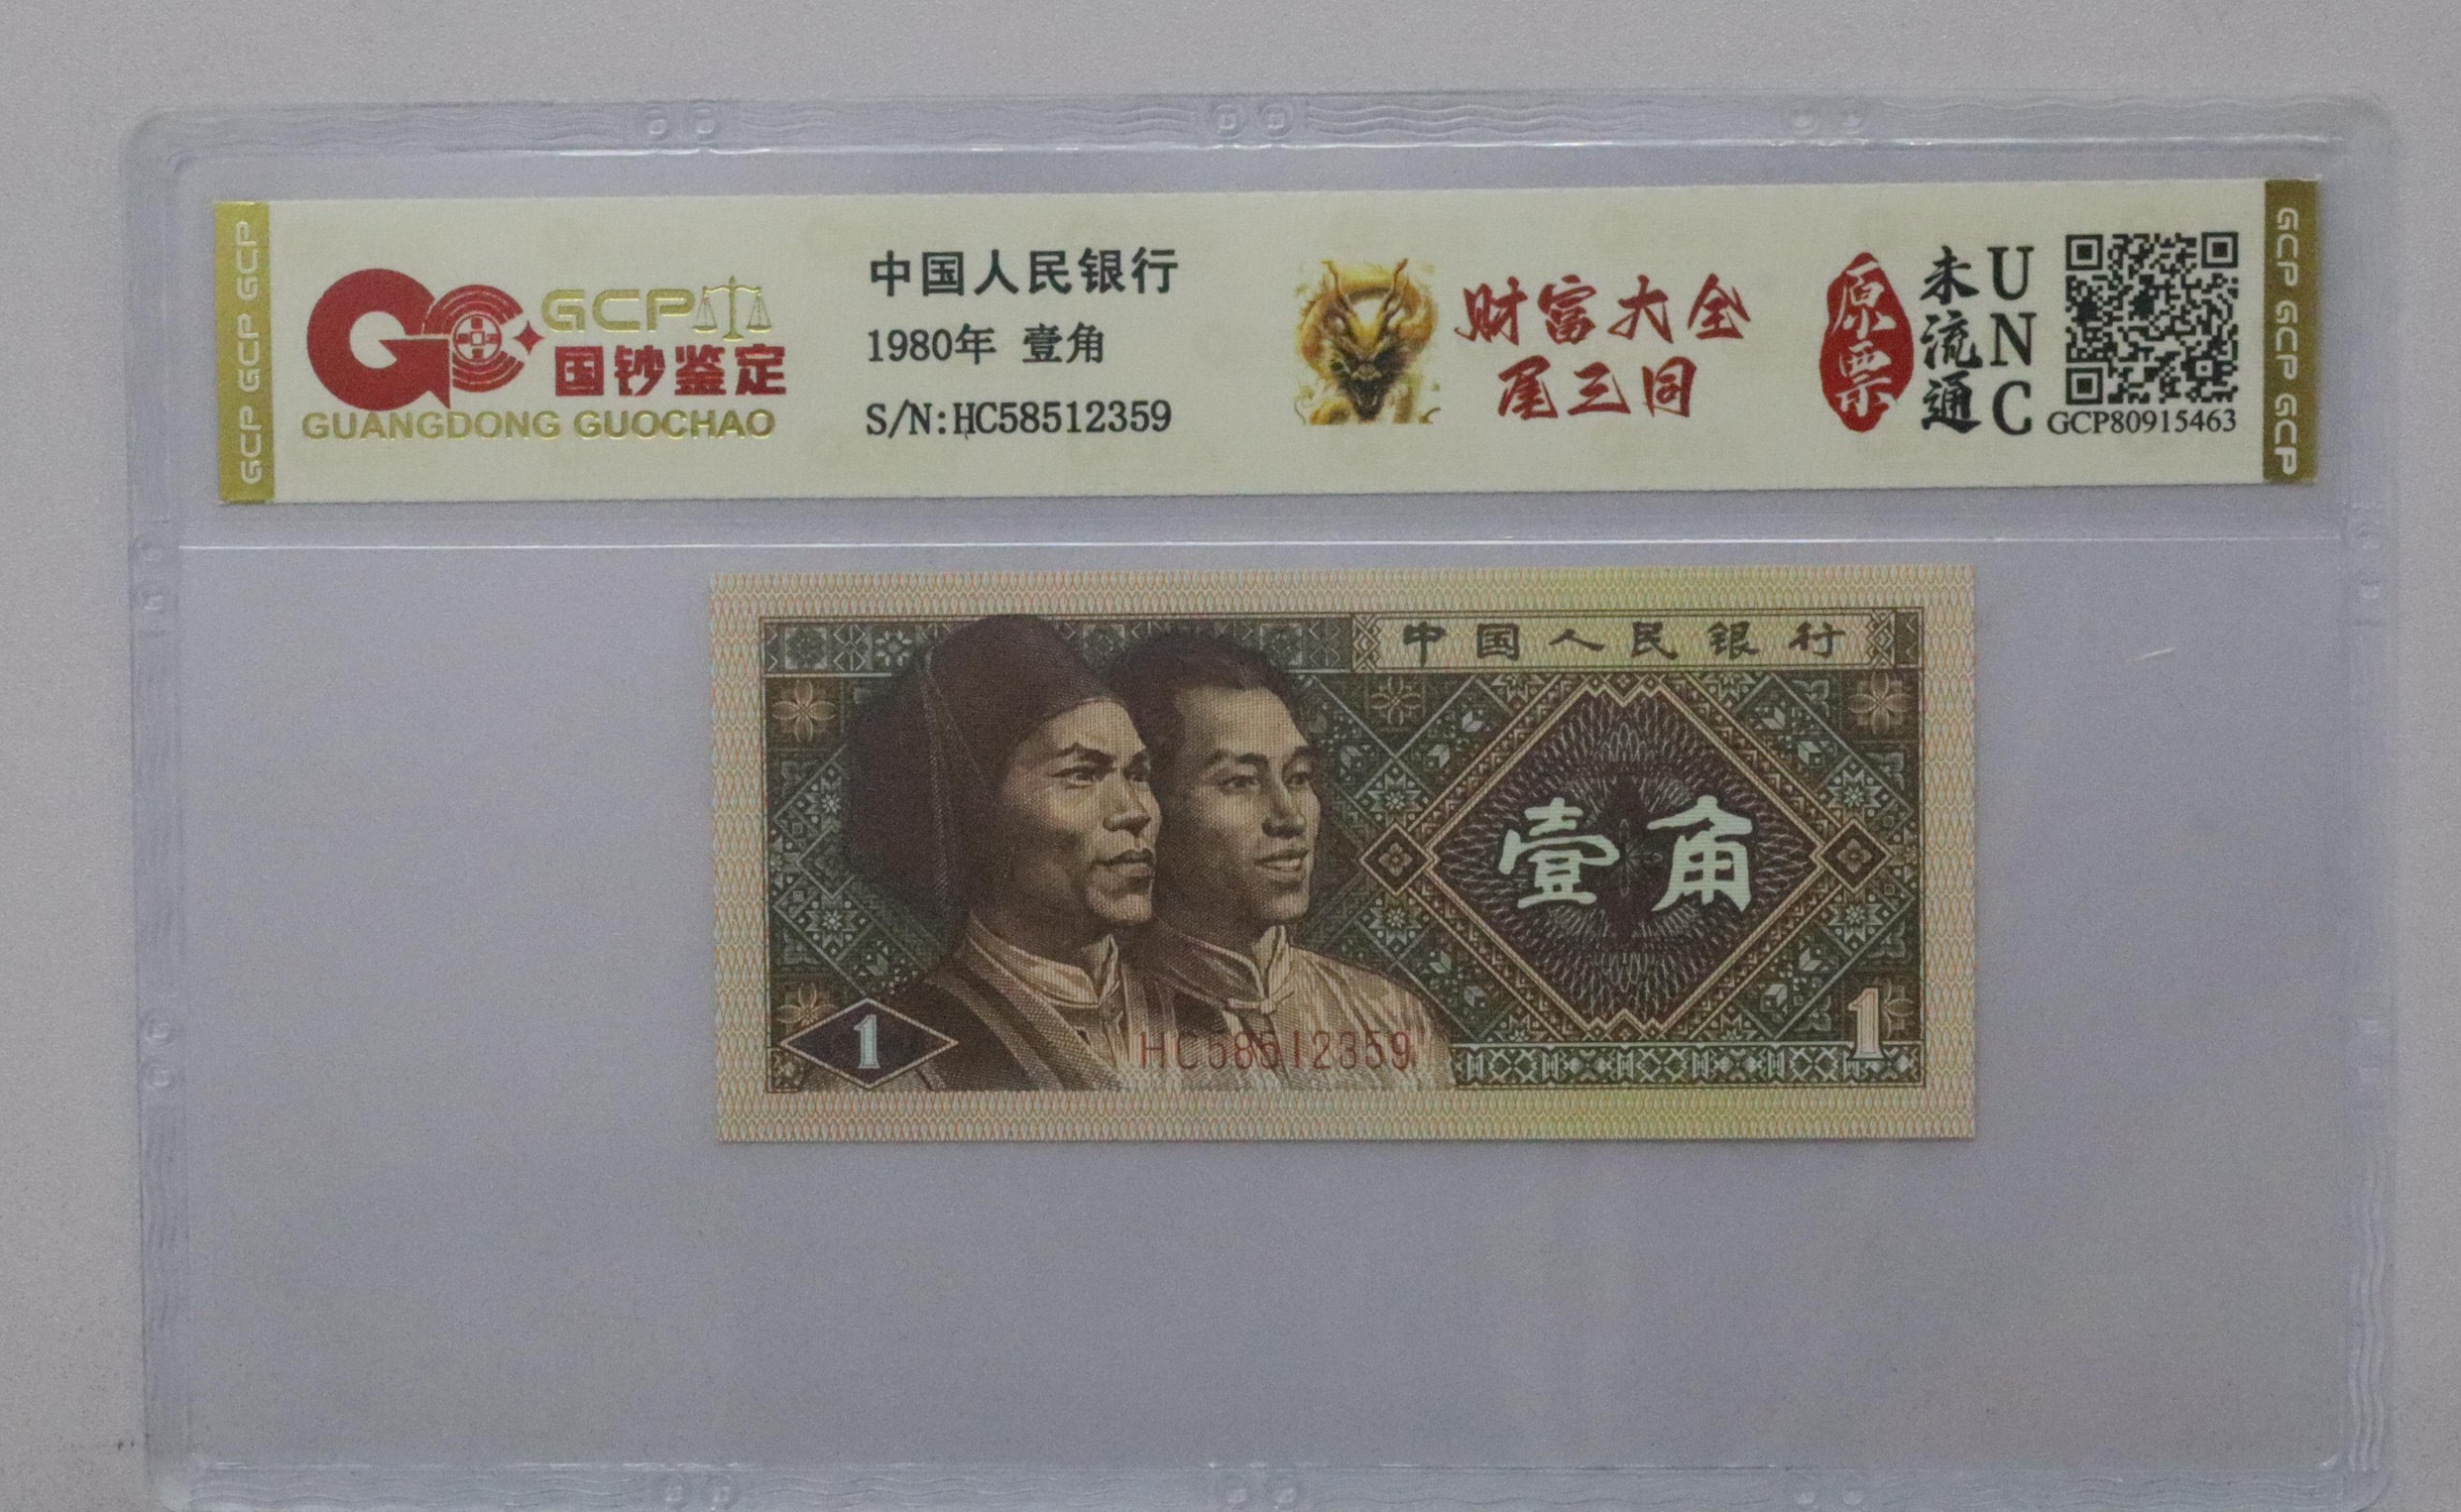 GCP GCP GCP
GCP
国钞鉴定
GUANGDONG GUOCHAO
中国人民银行
1980年 壹角
S/N:HC58512359
财富大全
尾三同
原票
未流通
UNC
GCP80915463
GCP GCP GCP
中国人民银行
壹角
1
HC58512359
1